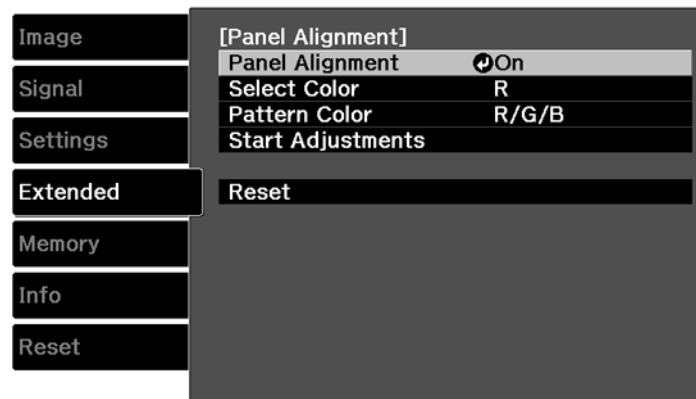 Image
Signal
Settings
Extended
Memory
Info
Reset
[Panel Alignment]
Panel Alignment On
Select Color R
Pattern Color R/G/B
Start Adjustments
Reset